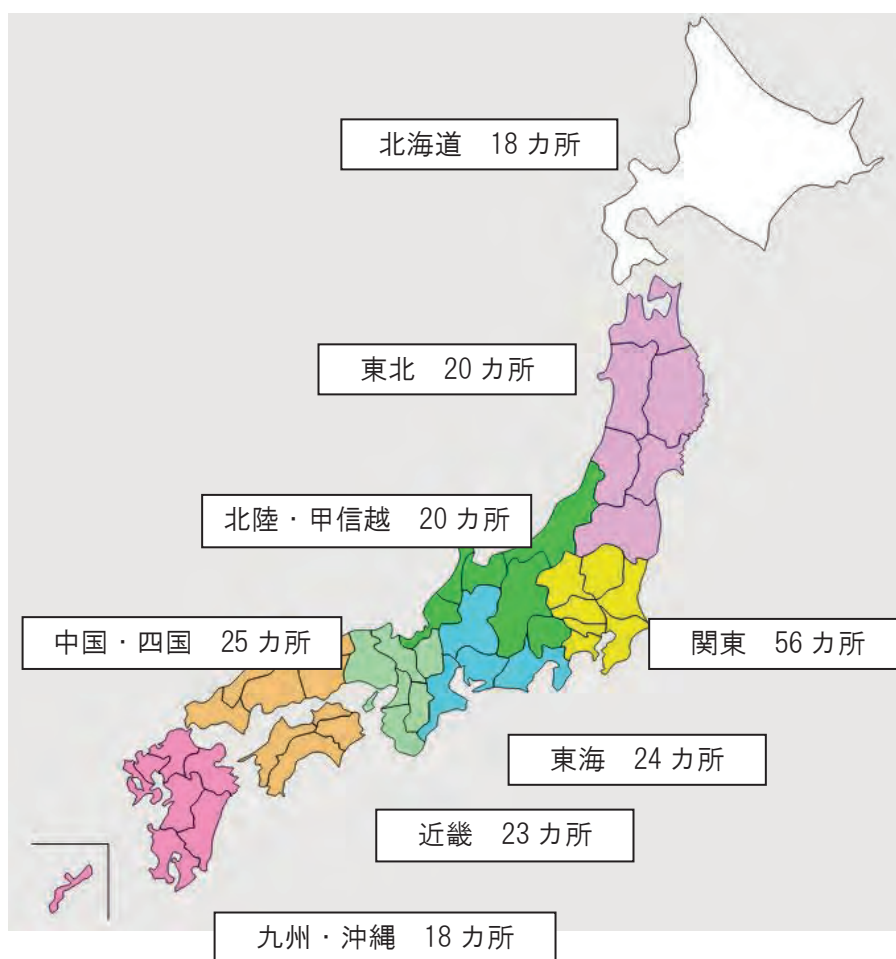 北海道　18カ所
東北　20カ所
北陸・甲信越　20カ所
中国・四国　25カ所
関東　56カ所
東海　24カ所
近畿　23カ所
九州・沖縄　18カ所